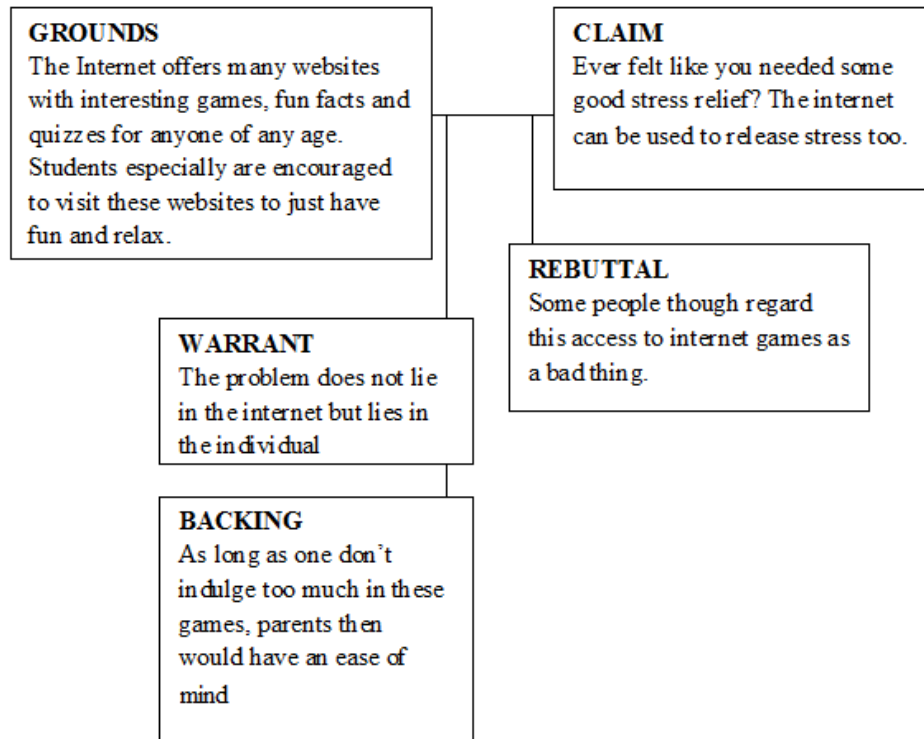 GROUNDS
The Internet offers many websites
with interesting games, fun facts and
quizzes for anyone of any age.
Students especially are encouraged
to visit these websites to just have
fun and relax.
CLAIM
Ever felt like you needed some
good stress relief? The internet
can be used to release stress too.
REBUTTAL
Some people though regard
this access to internet games as
a bad thing.
WARRANT
The problem does not lie
in the internet but lies in
the individual
BACKING
As long as one don’t
indulge too much in these
games, parents then
would have an ease of
mind